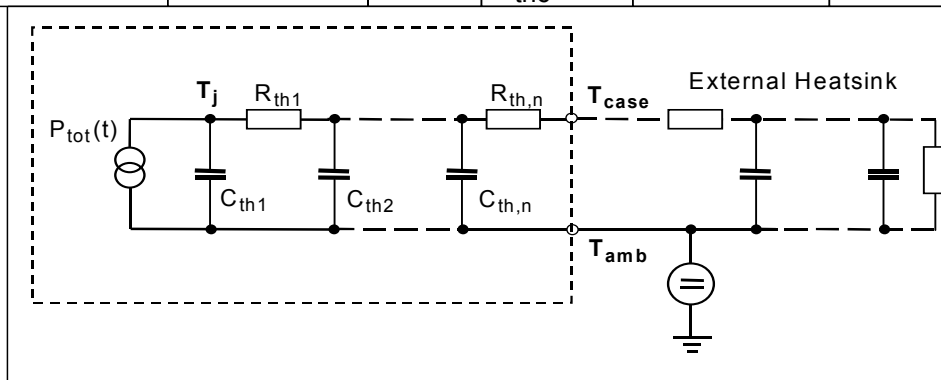 External Heatsink
T_j
R_th1
R_th,n
T_case
P_tot(t)
C_th1
C_th2
C_th,n
T_amb